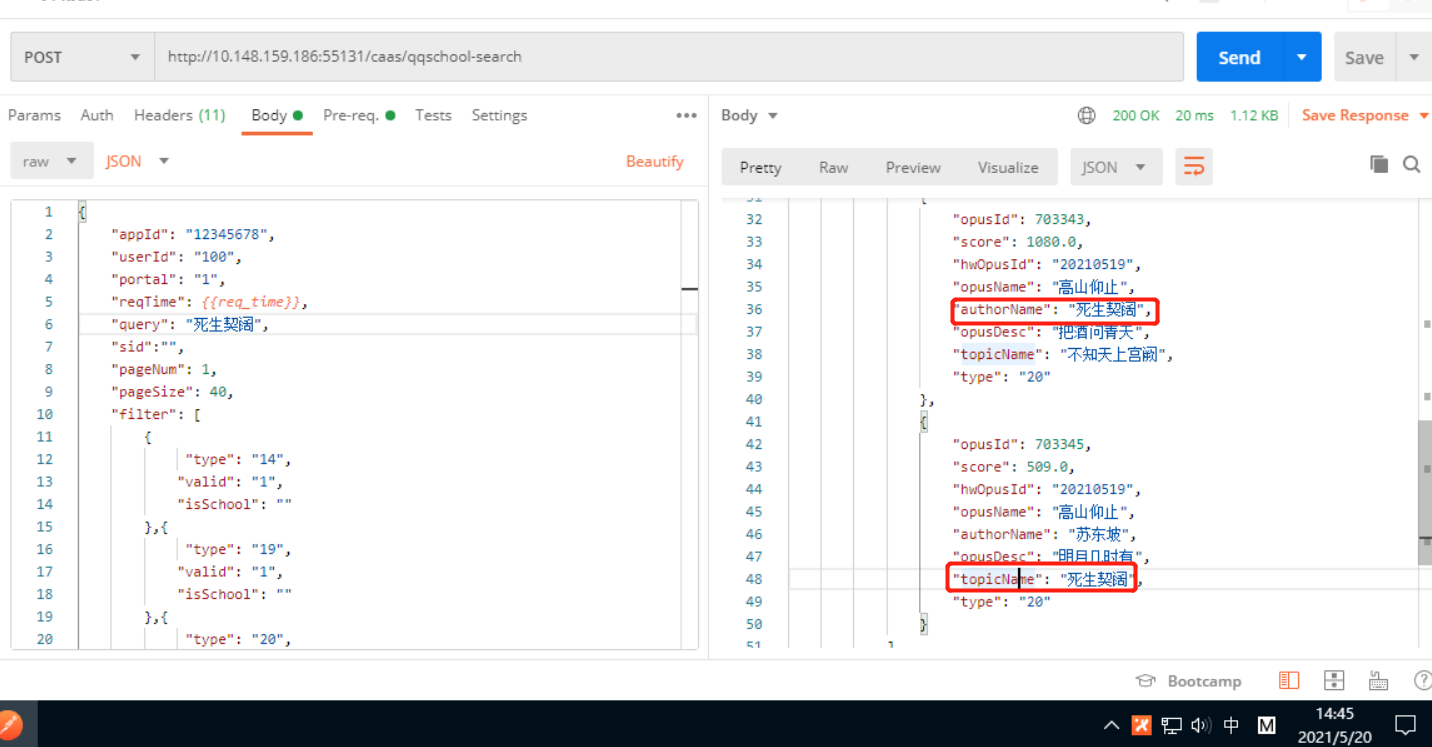 POST
http://10.148.159.186:55131/caas/qqschool-search
Send
Save
Params Auth Headers (11) Body Pre-req. Tests Settings
Body
200 OK 20 ms 1.12 KB Save Response
raw
JSON
Beautify
Pretty Raw Preview Visualize JSON
1 {
2 "appId": "12345678",
3 "userId": "100",
4 "portal": "1",
5 "reqTime": {{req_time}},
6 "query": "死生契阔",
7 "sid":"",
8 "pageNum": 1,
9 "pageSize": 40,
10 "filter": [
11 {
12 "type": "14",
13 "valid": "1",
14 "isSchool": ""
15 },{
16 "type": "19",
17 "valid": "1",
18 "isSchool": ""
19 },{
20 "type": "20",
31 {
32 "opusId": 703343,
33 "score": 1080.0,
34 "hwOpusId": "20210519",
35 "opusName": "高山仰止",
36 "authorName": "死生契阔",
37 "opusDesc": "把酒问青天",
38 "topicName": "不知天上宫阙",
39 "type": "20"
40 },
41 {
42 "opusId": 703345,
43 "score": 509.0,
44 "hwOpusId": "20210519",
45 "opusName": "高山仰止",
46 "authorName": "苏东坡",
47 "opusDesc": "明月几时有",
48 "topicName": "死生契阔",
49 "type": "20"
50 }
51 ]
Bootcamp
中
M
14:45
2021/5/20